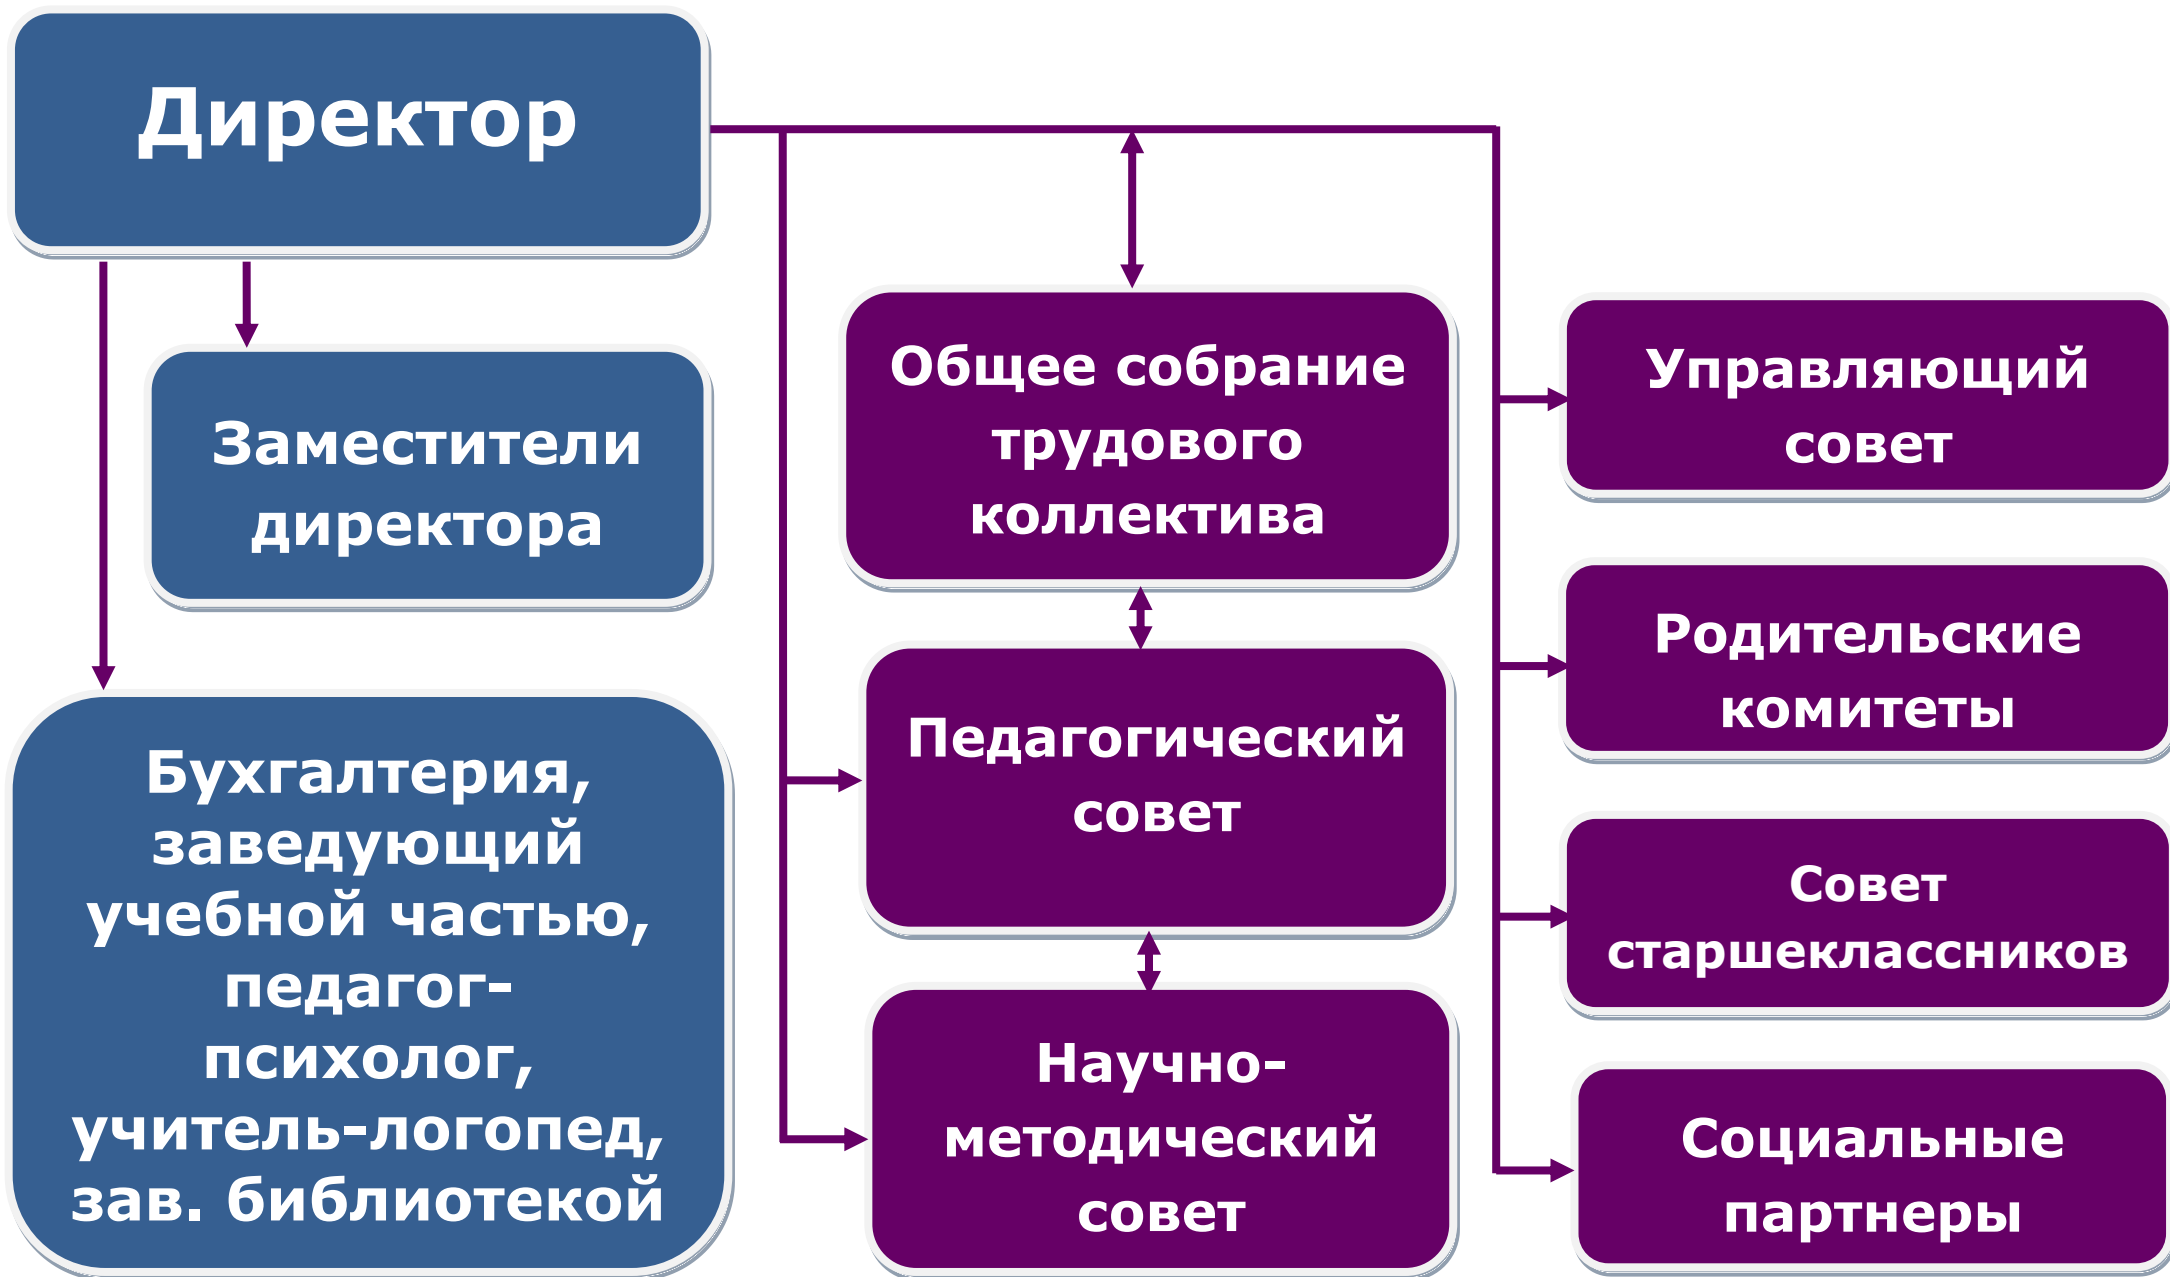 Директор
Заместители
директора
Бухгалтерия,
заведующий
учебной частью,
педагог-
психолог,
учитель-логопед,
зав. библиотекой
Общее собрание
трудового
коллектива
Педагогический
совет
Научно-
методический
совет
Управляющий
совет
Родительские
комитеты
Совет
старшеклассников
Социальные
партнеры